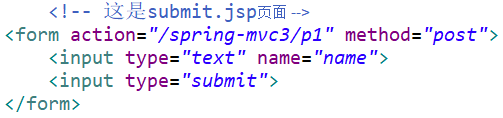 <!-- 这是submit.jsp页面 -->
<form action="/spring-mvc3/p1" method="post">
<input type="text" name="name">
<input type="submit">
</form>